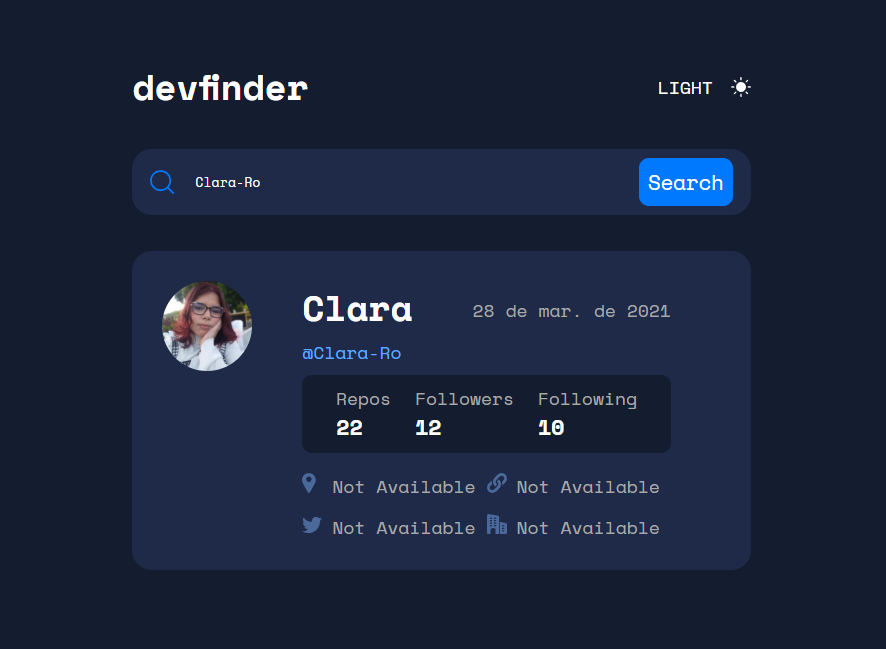 devfinder LIGHT
Clara-Ro Search
Clara 28 de mar. de 2021
@Clara-Ro
Repos Followers Following
22 12 10
Not Available Not Available
Not Available Not Available